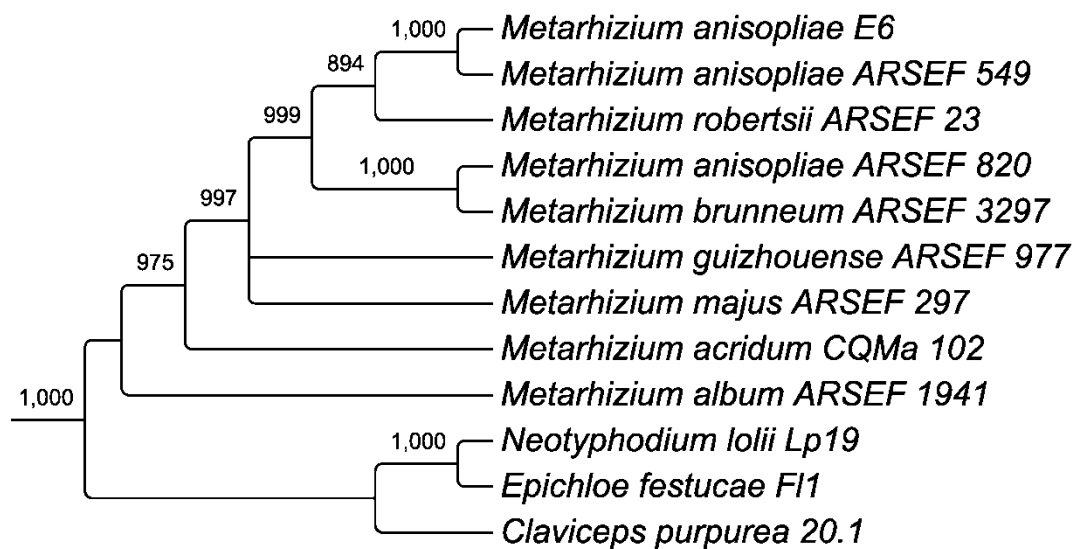 1,000
Metarhizium anisopliae E6
894
Metarhizium anisopliae ARSEF 549
999
Metarhizium robertsii ARSEF 23
1,000
Metarhizium anisopliae ARSEF 820
997
Metarhizium brunneum ARSEF 3297
975
Metarhizium guizhouense ARSEF 977
Metarhizium majus ARSEF 297
Metarhizium acridum CQMa 102
1,000
Metarhizium album ARSEF 1941
1,000
Neotyphodium lolii Lp19
Epichloe festucae Fl1
Claviceps purpurea 20.1